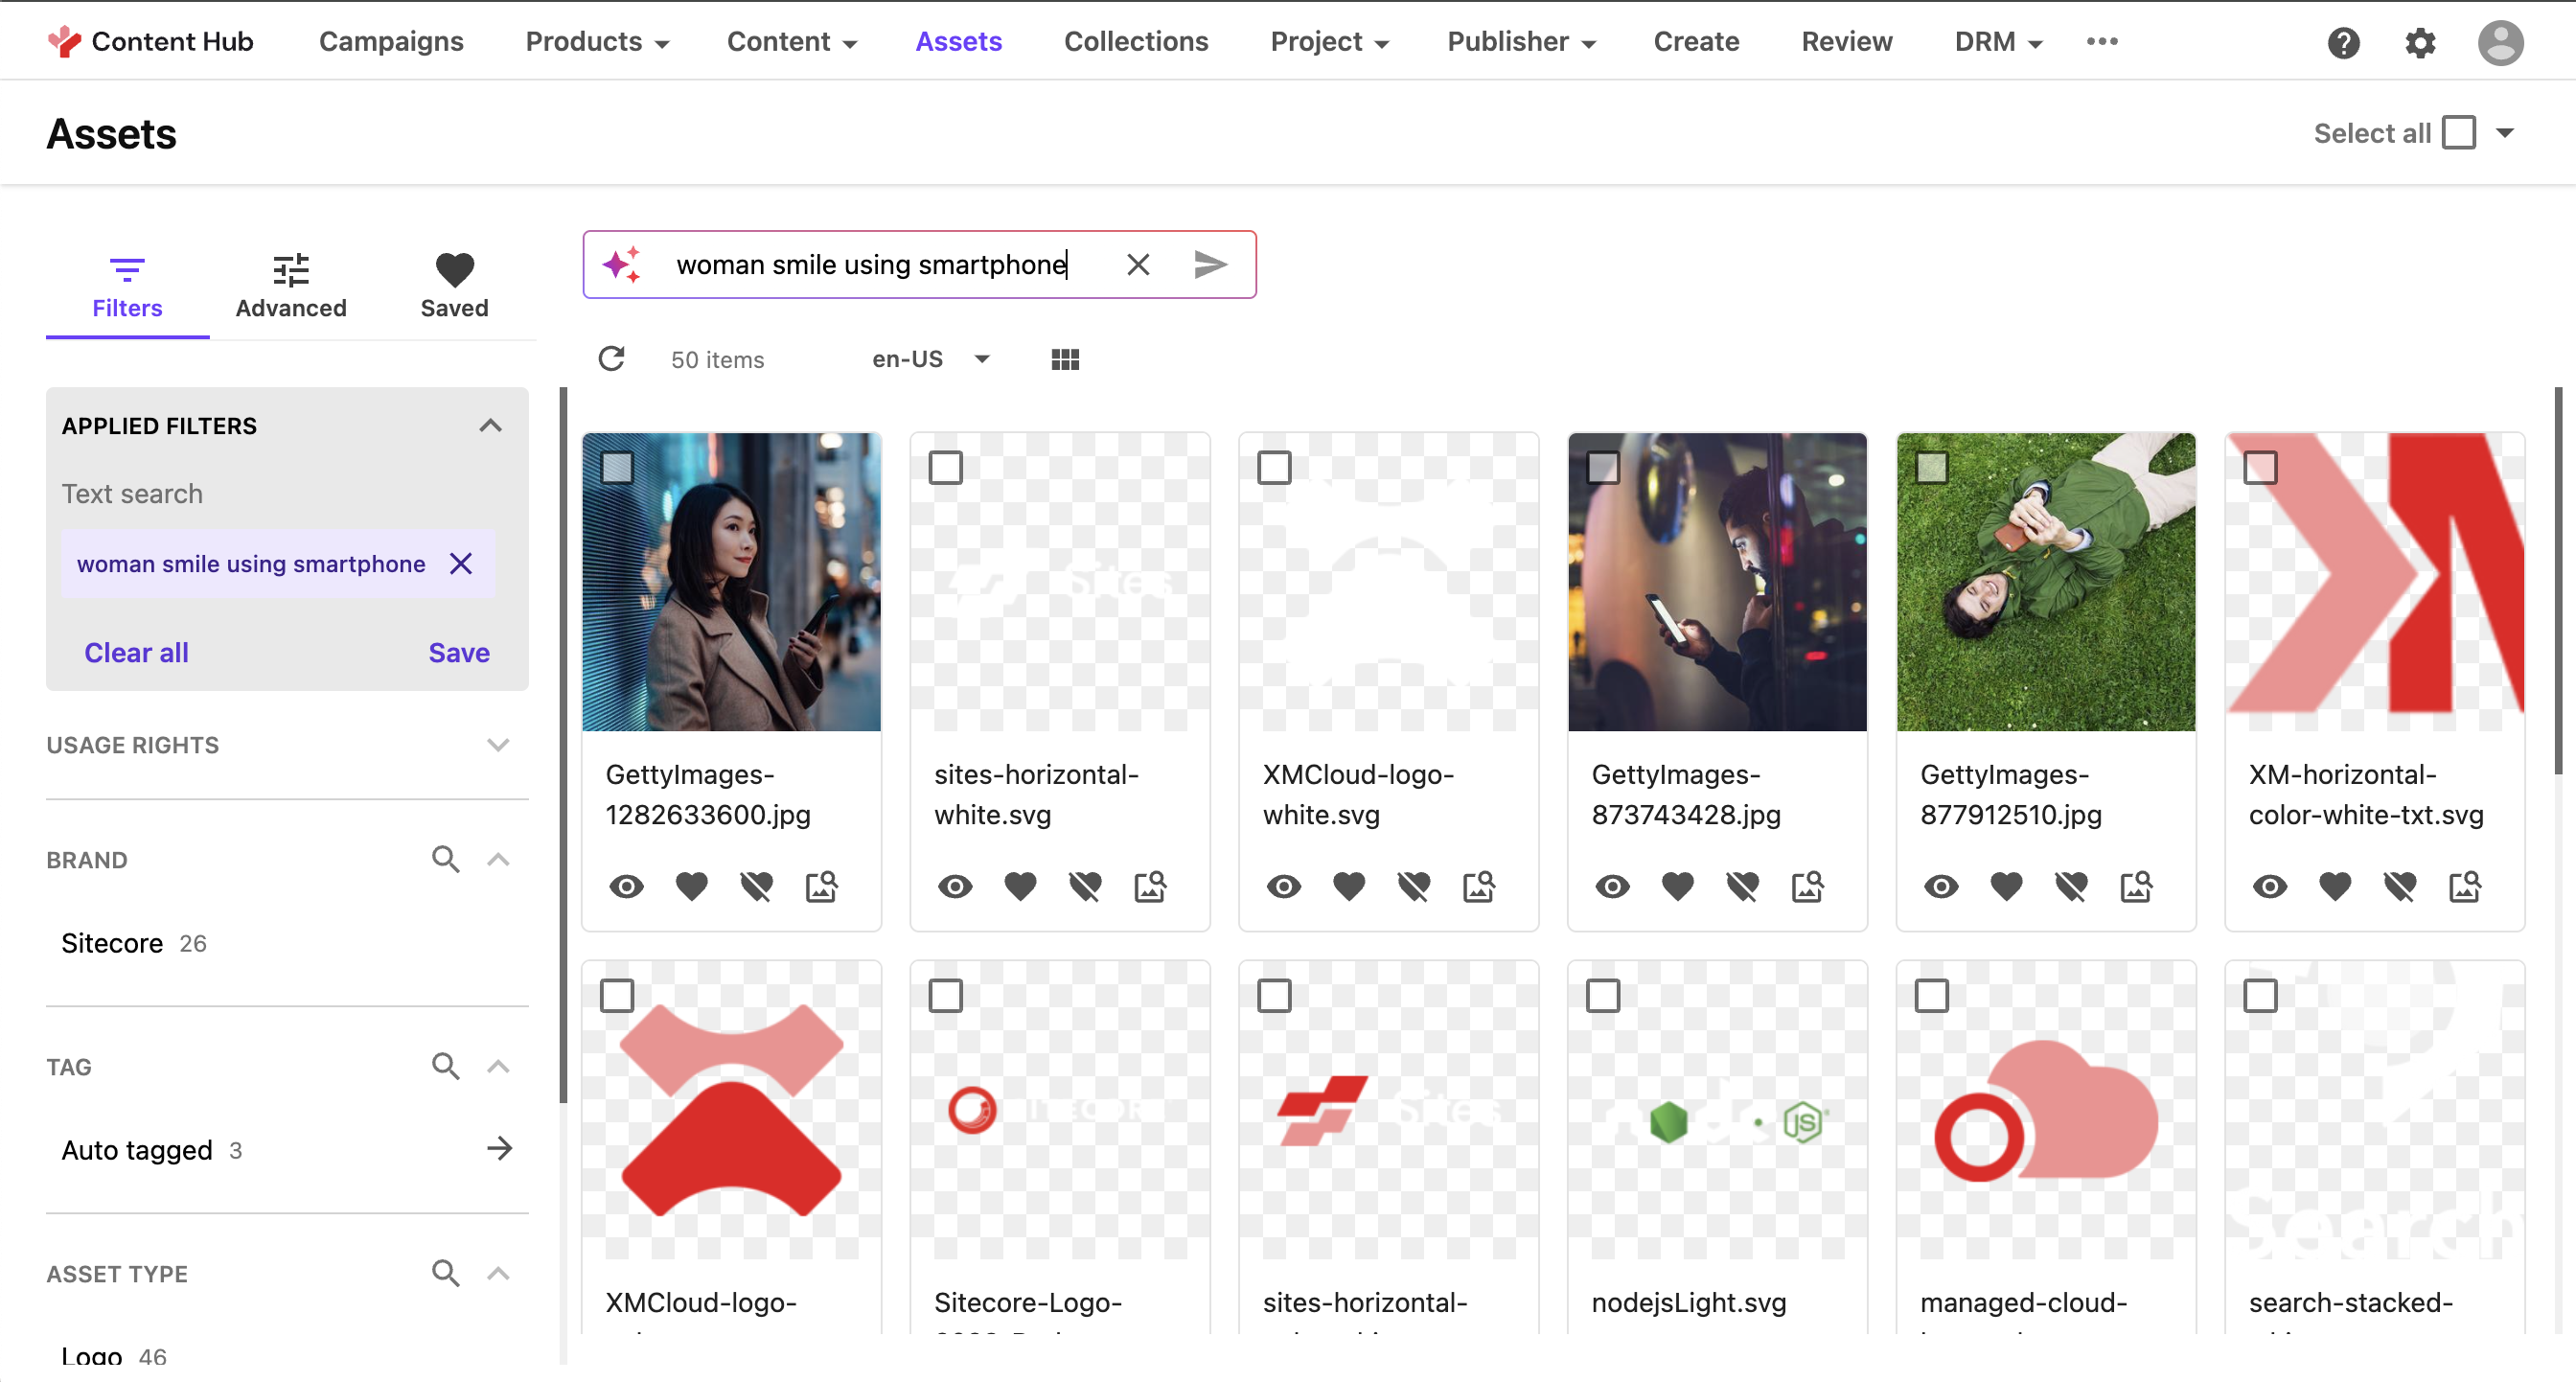 Content Hub
Campaigns
Products
Content
Assets
Collections
Project
Publisher
Create
Review
DRM
Assets
Select all
Filters
Advanced
Saved
woman smile using smartphone
50 items
en-US
APPLIED FILTERS
Text search
woman smile using smartphone
Clear all
Save
USAGE RIGHTS
BRAND
Sitecore 26
TAG
Auto tagged 3
ASSET TYPE
Logo 46
Sites
GettyImages-
1282633600.jpg
sites-horizontal-
white.svg
XMCloud-logo-
white.svg
GettyImages-
873743428.jpg
GettyImages-
877912510.jpg
XM-horizontal-
color-white-txt.svg
Sites
JS
Search
XMCloud-logo-
Sitecore-Logo-
sites-horizontal-
nodejsLight.svg
managed-cloud-
search-stacked-